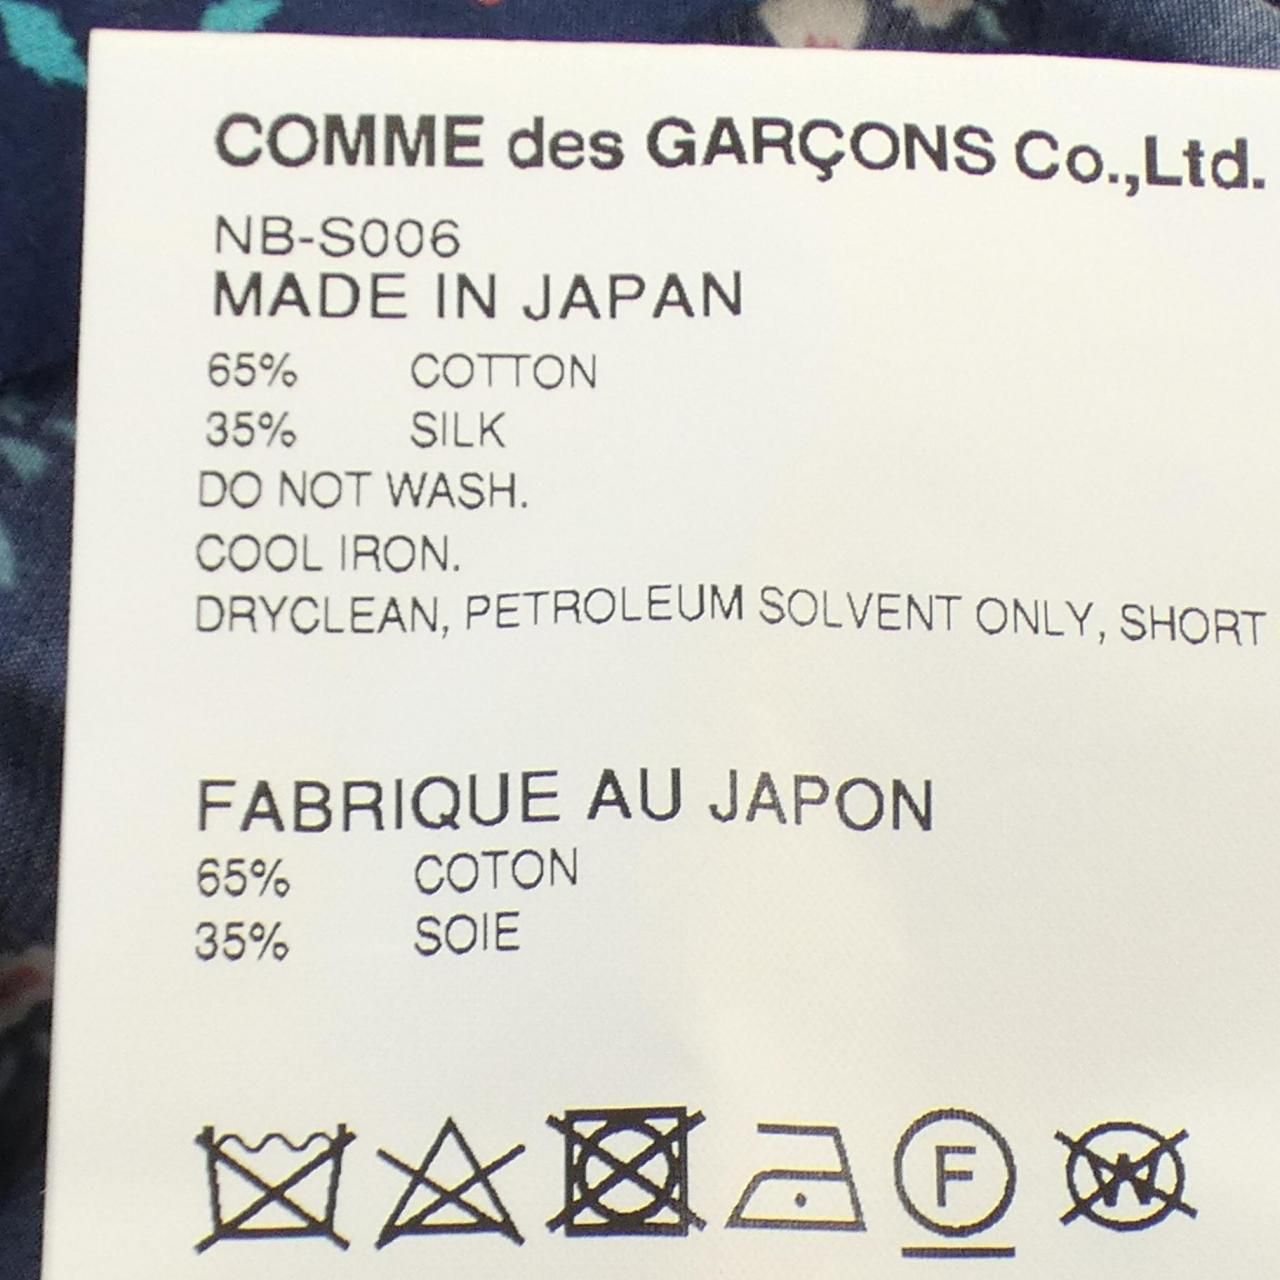 COMME des GARÇONS Co.,Ltd.
NB-S006
MADE IN JAPAN
65% COTTON
35% SILK
DO NOT WASH.
COOL IRON.
DRYCLEAN, PETROLEUM SOLVENT ONLY, SHORT
FABRIQUE AU JAPON
65% COTON
35% SOIE
F W